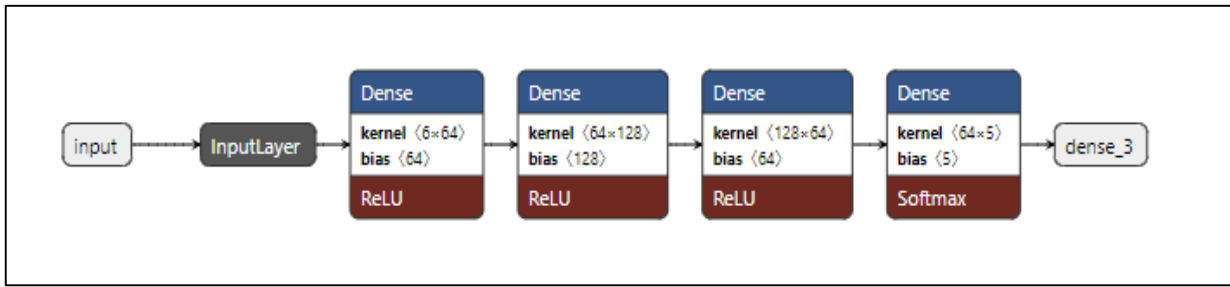 input
InputLayer
Dense
kernel ⟨6×64⟩
bias ⟨64⟩
ReLU
Dense
kernel ⟨64×128⟩
bias ⟨128⟩
ReLU
Dense
kernel ⟨128×64⟩
bias ⟨64⟩
ReLU
Dense
kernel ⟨64×5⟩
bias ⟨5⟩
Softmax
dense_3